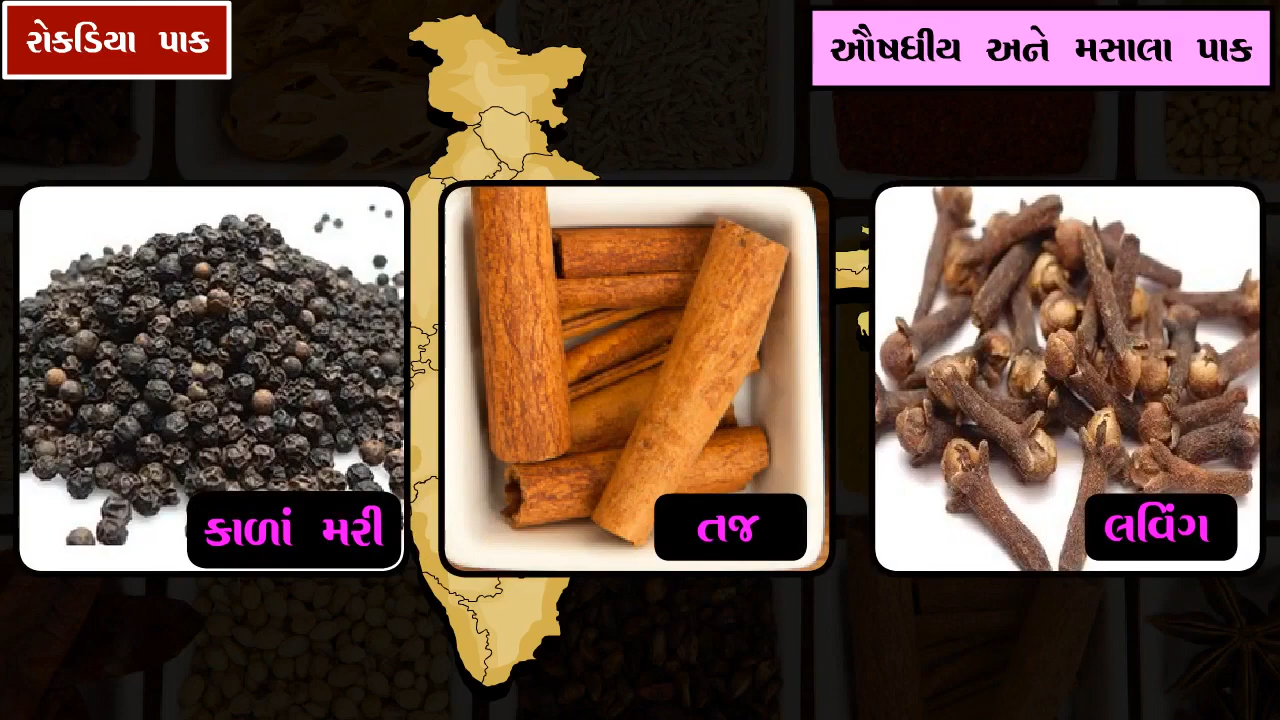 રોકડિયા પાક
ઔષધીય અને મસાલા પાક
કાળાં મરી
તજ
લવિંગ